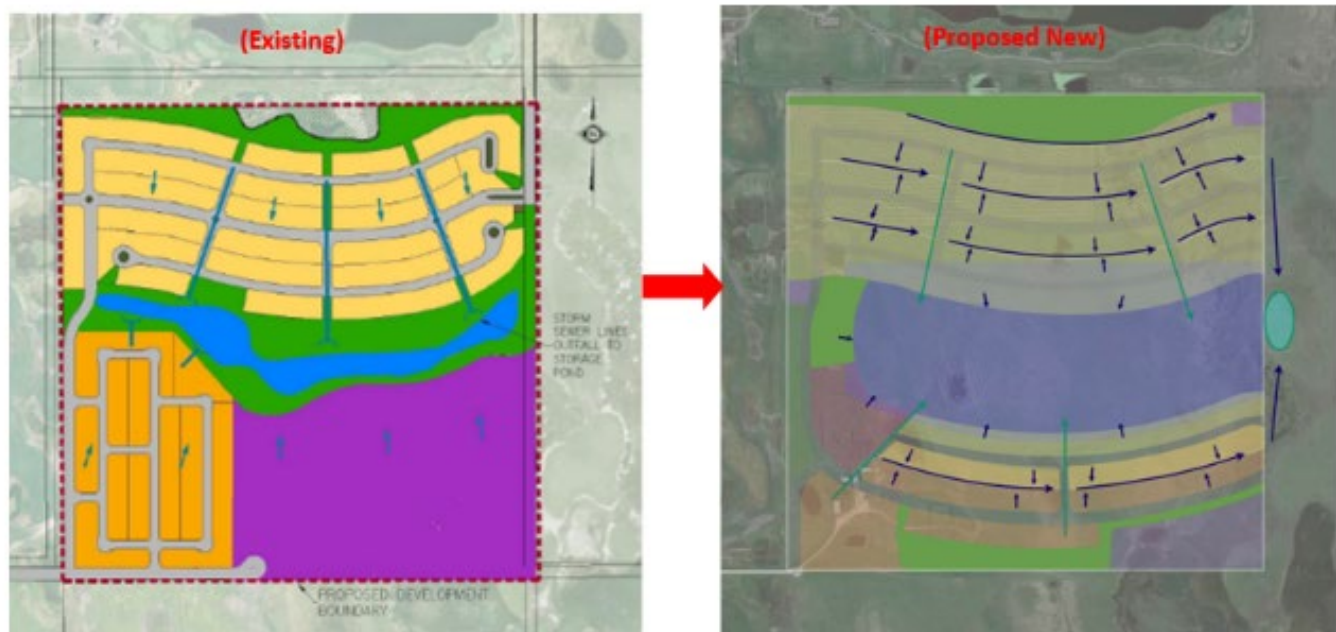 (Existing)
(Proposed New)
STORM
SEWER LINES
OUTFALL TO
STORAGE
POND
PROPOSED DEVELOPMENT
BOUNDARY